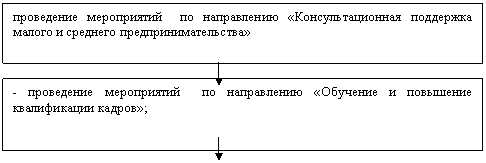 проведение мероприятий по направлению «Консультационная поддержка
малого и среднего предпринимательства»
- проведение мероприятий по направлению «Обучение и повышение
квалификации кадров»;